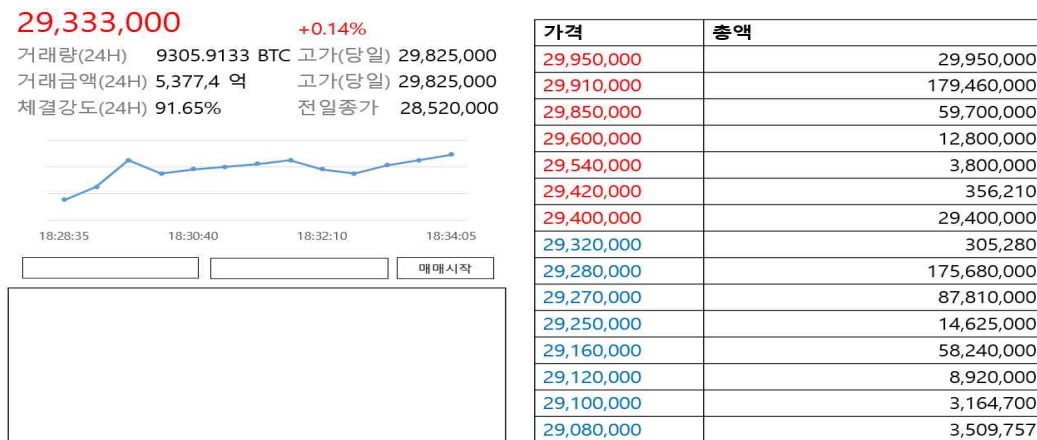 29,333,000 +0.14%
거래량(24H) 9305.9133 BTC 고가(당일) 29,825,000
거래금액(24H) 5,377,4 억 고가(당일) 29,825,000
체결강도(24H) 91.65% 전일종가 28,520,000
18:28:35 18:30:40 18:32:10 18:34:05
매매시작
가격 총액
29,950,000 29,950,000
29,910,000 179,460,000
29,850,000 59,700,000
29,600,000 12,800,000
29,540,000 3,800,000
29,420,000 356,210
29,400,000 29,400,000
29,320,000 305,280
29,280,000 175,680,000
29,270,000 87,810,000
29,250,000 14,625,000
29,160,000 58,240,000
29,120,000 8,920,000
29,100,000 3,164,700
29,080,000 3,509,757